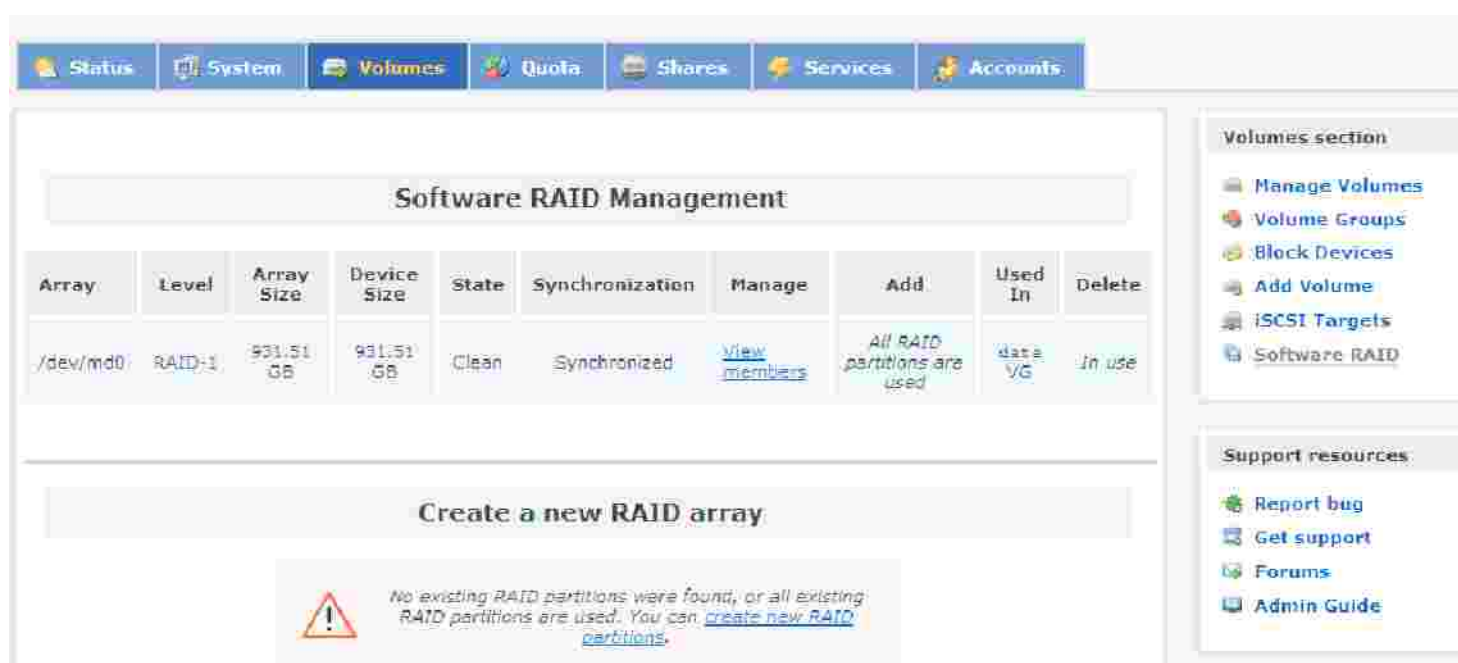 Status System Volumes Quota Shares Services Accounts
Software RAID Management
Array Level Array Size Device Size State Synchronization Manage Add Used In Delete
/dev/md0 RAID-1 931.51 GB 931.51 GB Clean Synchronized View members All RAID partitions are used data VG In use
Create a new RAID array
No existing RAID partitions were found, or all existing
RAID partitions are used. You can create new RAID
partitions.
Volumes section
Manage Volumes
Volume Groups
Block Devices
Add Volume
iSCSI Targets
Software RAID
Support resources
Report bug
Get support
Forums
Admin Guide